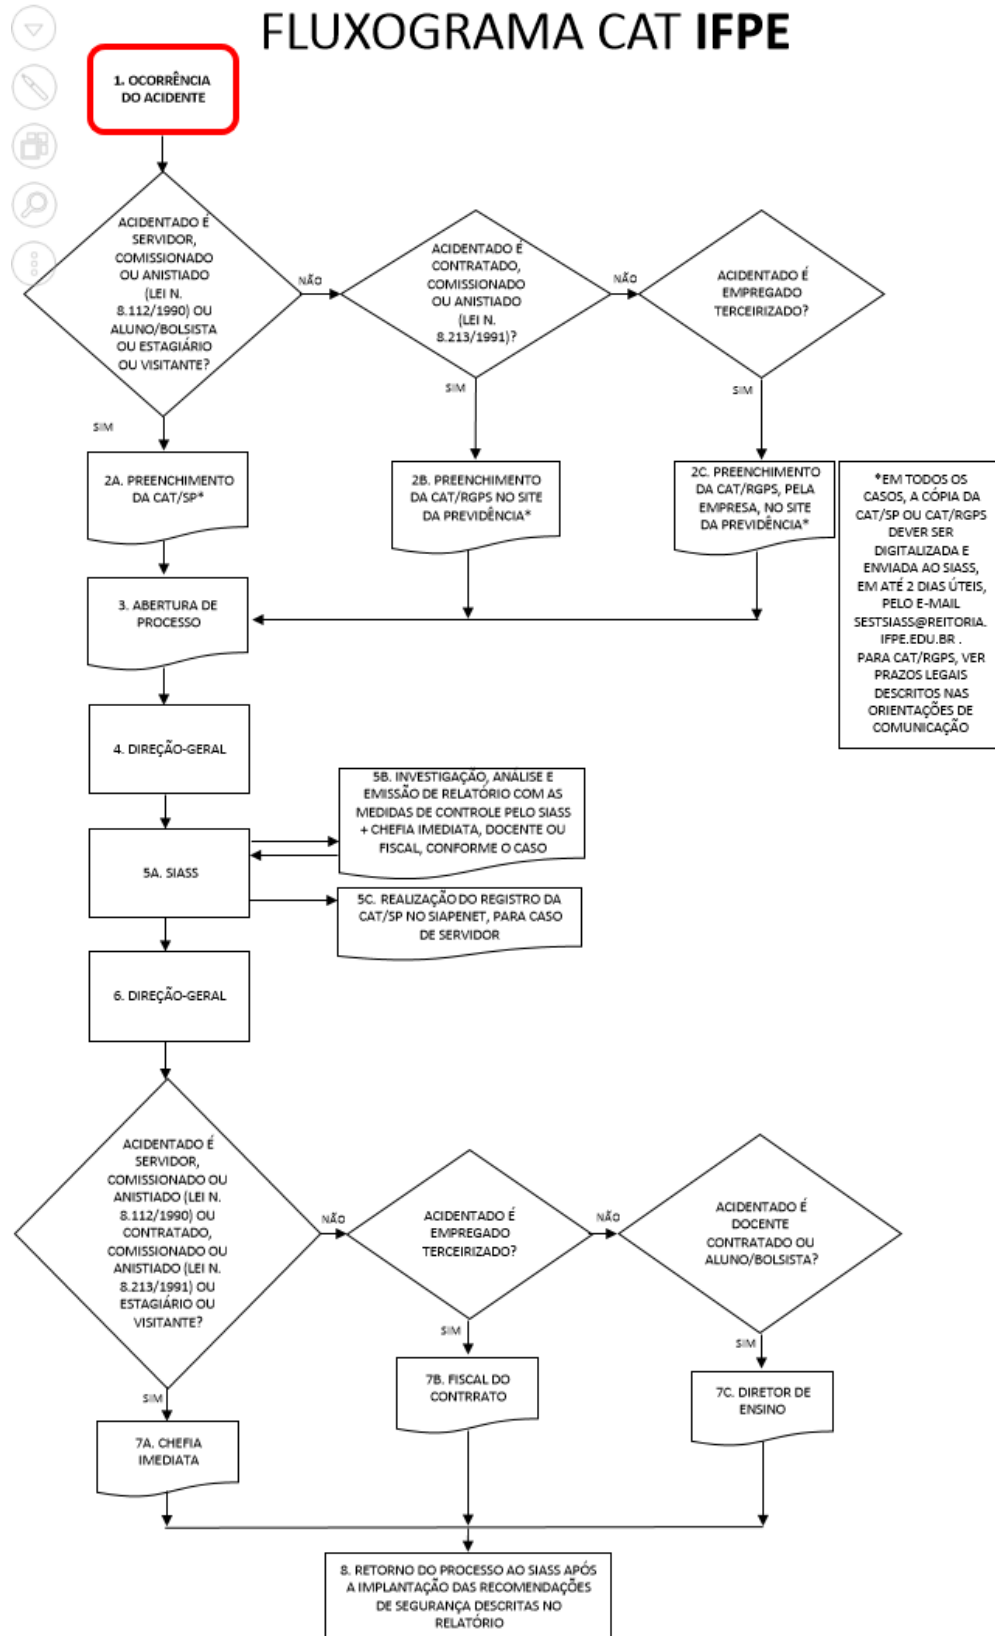 FLUXOGRAMA CAT IFPE
1. OCORRÊNCIA
DO ACIDENTE
ACIDENTADO É
SERVIDOR,
COMISSIONADO
OU ANISTIADO
(LEI N.
8.112/1990) OU
ALUNO/BOLSISTA
OU ESTAGIÁRIO
OU VISITANTE?
NÃO
ACIDENTADO É
CONTRATADO,
COMISSIONADO
OU ANISTIADO
(LEI N.
8.213/1991)?
NÃO
ACIDENTADO É
EMPREGADO
TERCEIRIZADO?
SIM
SIM
SIM
2A. PREENCHIMENTO
DA CAT/SP*
2B. PREENCHIMENTO
DA CAT/RGPS NO SITE
DA PREVIDÊNCIA*
2C. PREENCHIMENTO
DA CAT/RGPS, PELA
EMPRESA, NO SITE
DA PREVIDÊNCIA*
*EM TODOS OS
CASOS, A CÓPIA DA
CAT/SP OU CAT/RGPS
DEVER SER
DIGITALIZADA E
ENVIADA AO SIASS,
EM ATÉ 2 DIAS ÚTEIS,
PELO E-MAIL
SESTSIASS@REITORIA.
IFPE.EDU.BR .
PARA CAT/RGPS, VER
PRAZOS LEGAIS
DESCRITOS NAS
ORIENTAÇÕES DE
COMUNICAÇÃO
3. ABERTURA DE
PROCESSO
4. DIREÇÃO-GERAL
5A. SIASS
5B. INVESTIGAÇÃO, ANÁLISE E
EMISSÃO DE RELATÓRIO COM AS
MEDIDAS DE CONTROLE PELO SIASS
+ CHEFIA IMEDIATA, DOCENTE OU
FISCAL, CONFORME O CASO
5C. REALIZAÇÃO DO REGISTRO DA
CAT/SP NO SIAPENET, PARA CASO
DE SERVIDOR
6. DIREÇÃO-GERAL
ACIDENTADO É
SERVIDOR,
COMISSIONADO OU
ANISTIADO (LEI N.
8.112/1990) OU
CONTRATADO,
COMISSIONADO OU
ANISTIADO (LEI N.
8.213/1991) OU
ESTAGIÁRIO OU
VISITANTE?
NÃO
ACIDENTADO É
EMPREGADO
TERCEIRIZADO?
NÃO
ACIDENTADO É
DOCENTE
CONTRATADO OU
ALUNO/BOLSISTA?
SIM
SIM
SIM
7A. CHEFIA
IMEDIATA
7B. FISCAL DO
CONTRRATO
7C. DIRETOR DE
ENSINO
8. RETORNO DO PROCESSO AO SIASS APÓS
A IMPLANTAÇÃO DAS RECOMENDAÇÕES
DE SEGURANÇA DESCRITAS NO
RELATÓRIO